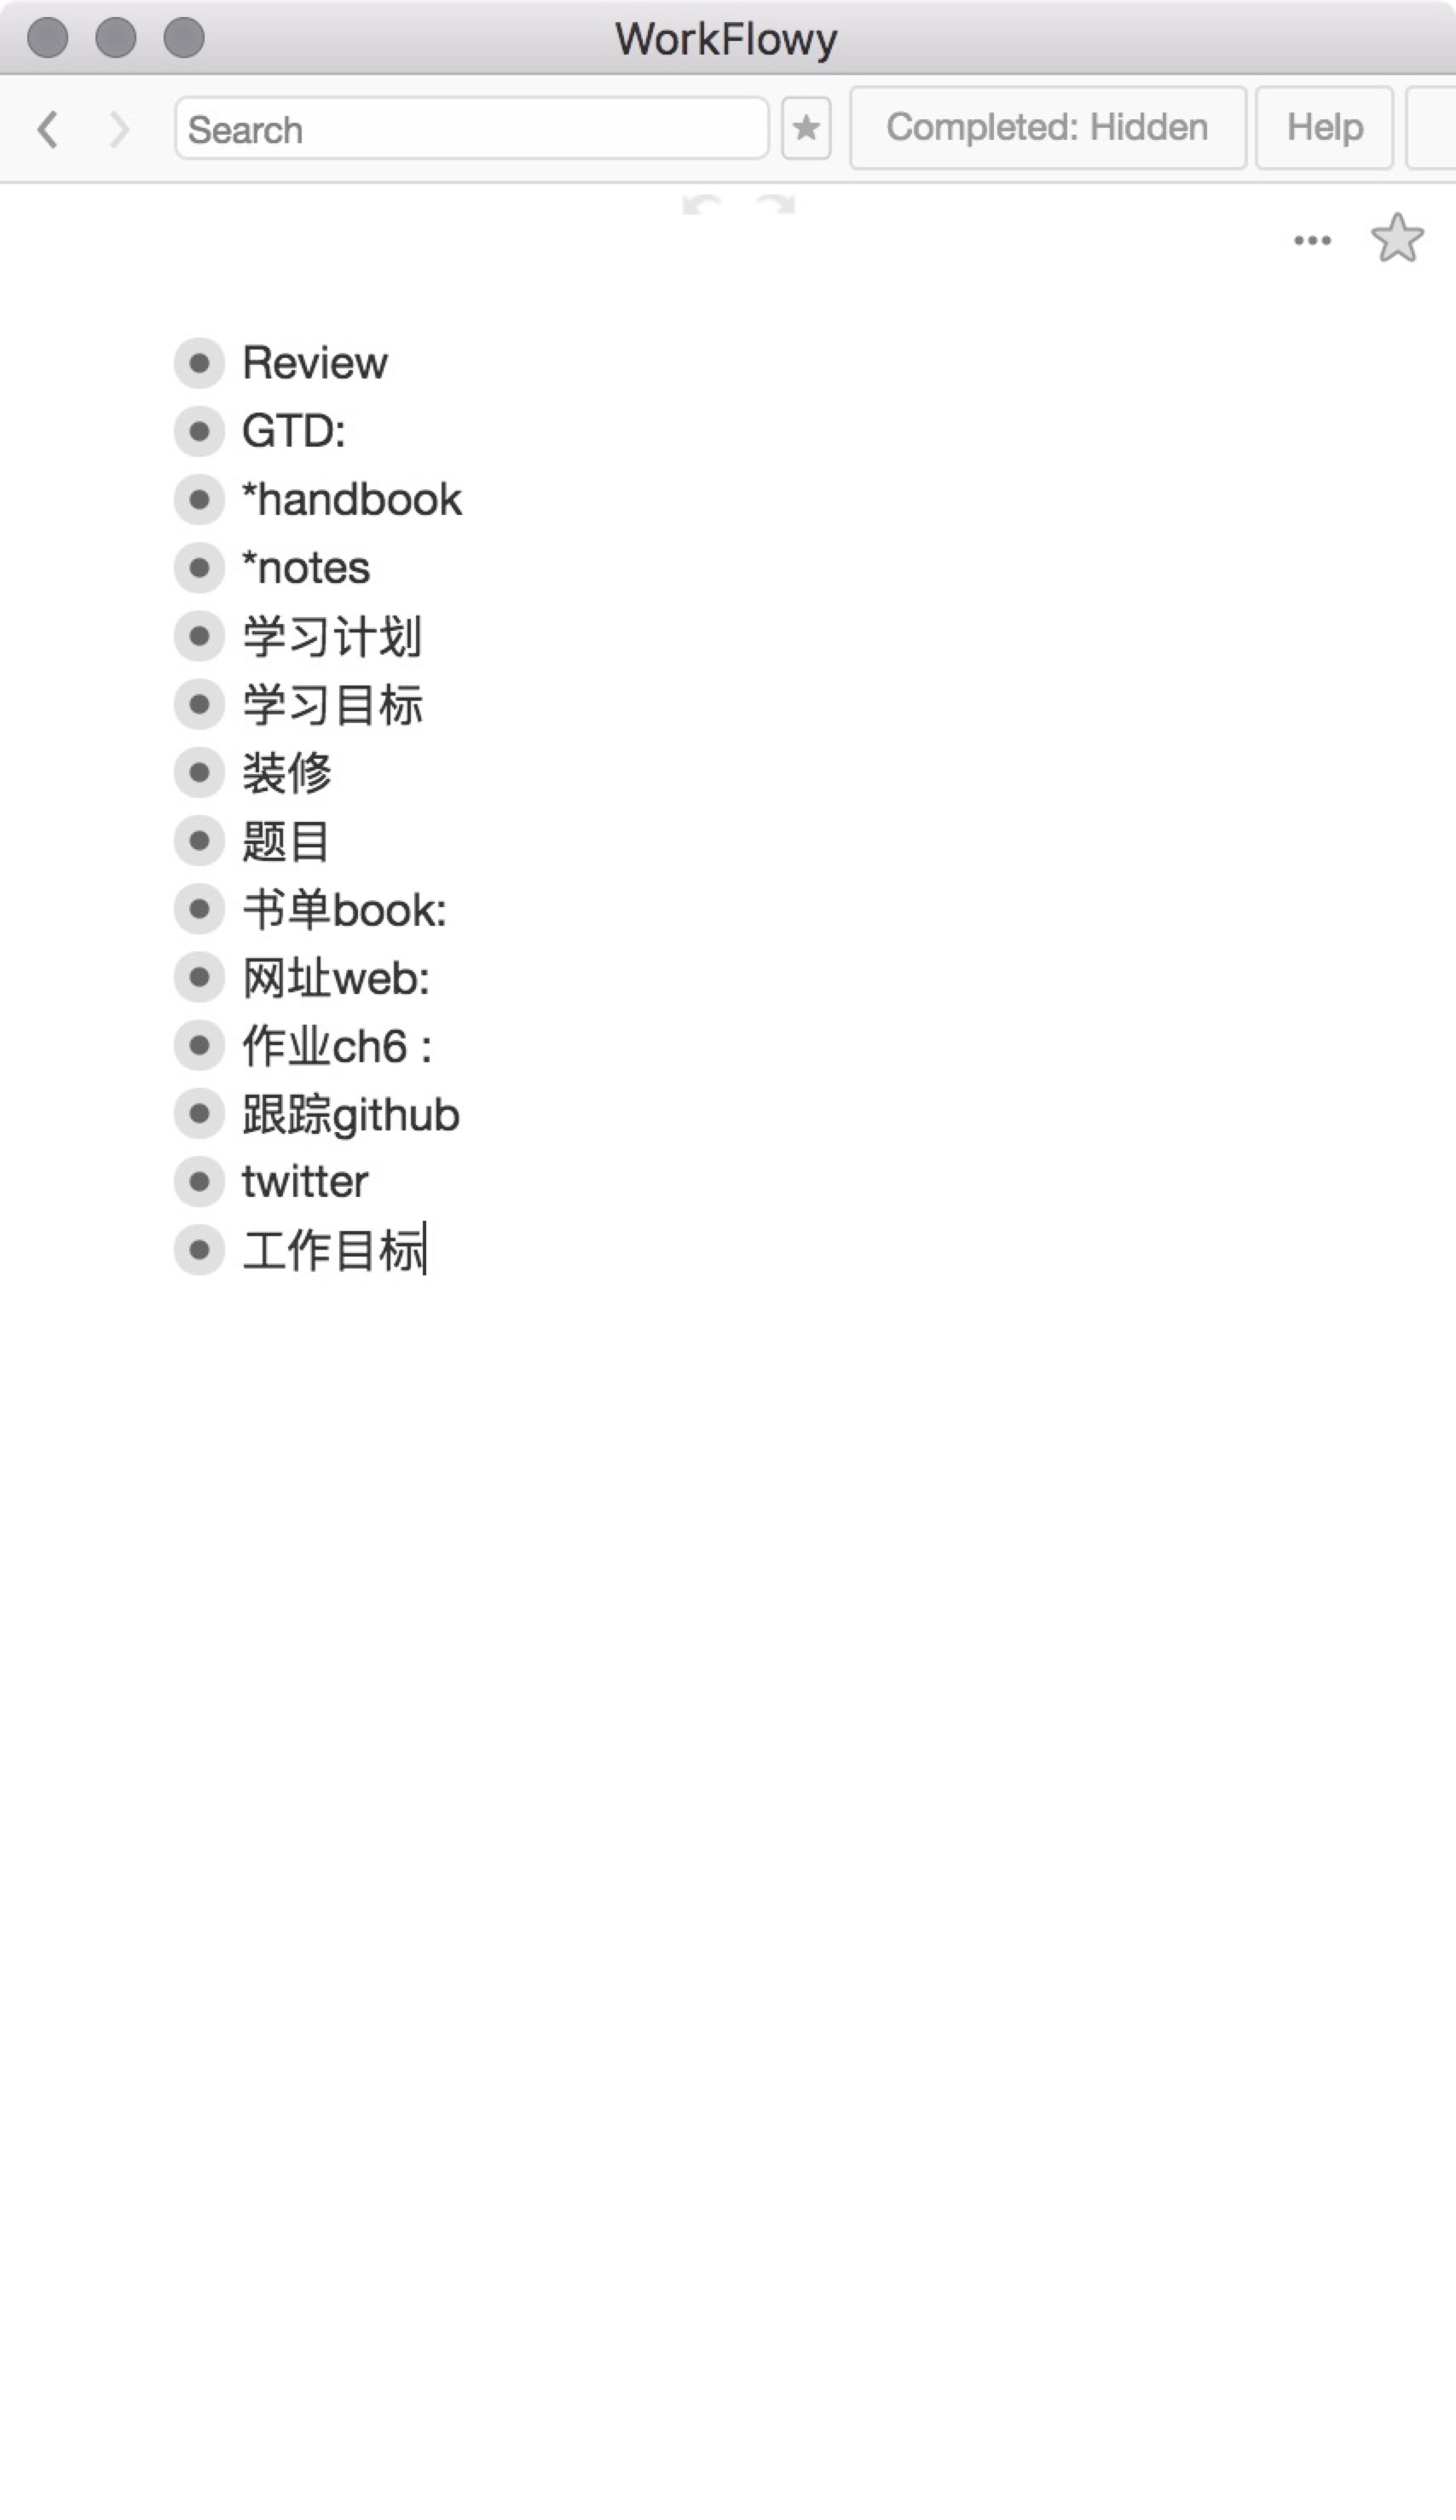 WorkFlowy
Search
Completed: Hidden
Help
Review
GTD:
*handbook
*notes
学习计划
学习目标
装修
题目
书单book:
网址web:
作业ch6 :
跟踪github
twitter
工作目标